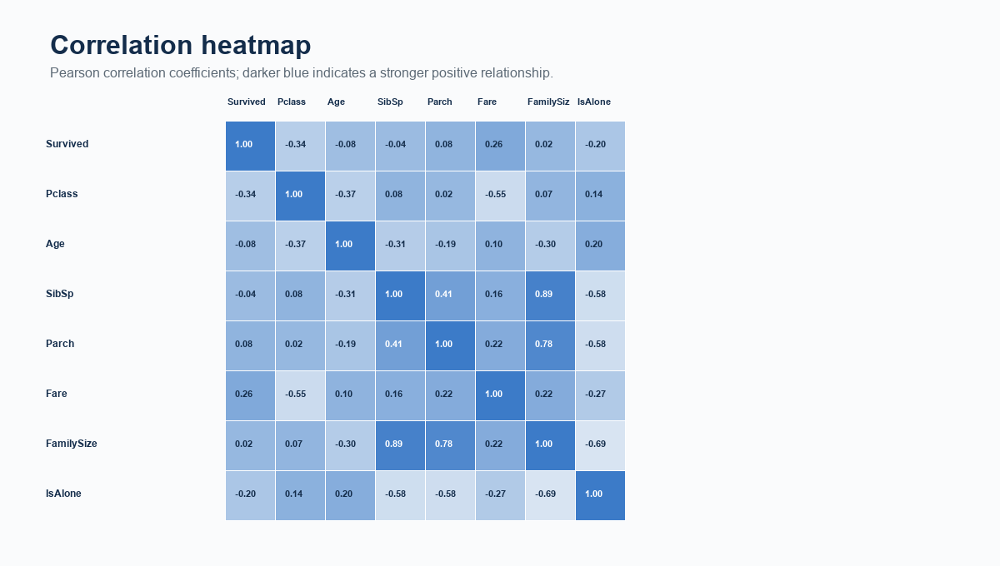 Correlation heatmap
Pearson correlation coefficients; darker blue indicates a stronger positive relationship.
Survived Pclass Age SibSp Parch Fare FamilySiz IsAlone
Survived 1.00 -0.34 -0.08 -0.04 0.08 0.26 0.02 -0.20
Pclass -0.34 1.00 -0.37 0.08 0.02 -0.55 0.07 0.14
Age -0.08 -0.37 1.00 -0.31 -0.19 0.10 -0.30 0.20
SibSp -0.04 0.08 -0.31 1.00 0.41 0.16 0.89 -0.58
Parch 0.08 0.02 -0.19 0.41 1.00 0.22 0.78 -0.58
Fare 0.26 -0.55 0.10 0.16 0.22 1.00 0.22 -0.27
FamilySize 0.02 0.07 -0.30 0.89 0.78 0.22 1.00 -0.69
IsAlone -0.20 0.14 0.20 -0.58 -0.58 -0.27 -0.69 1.00